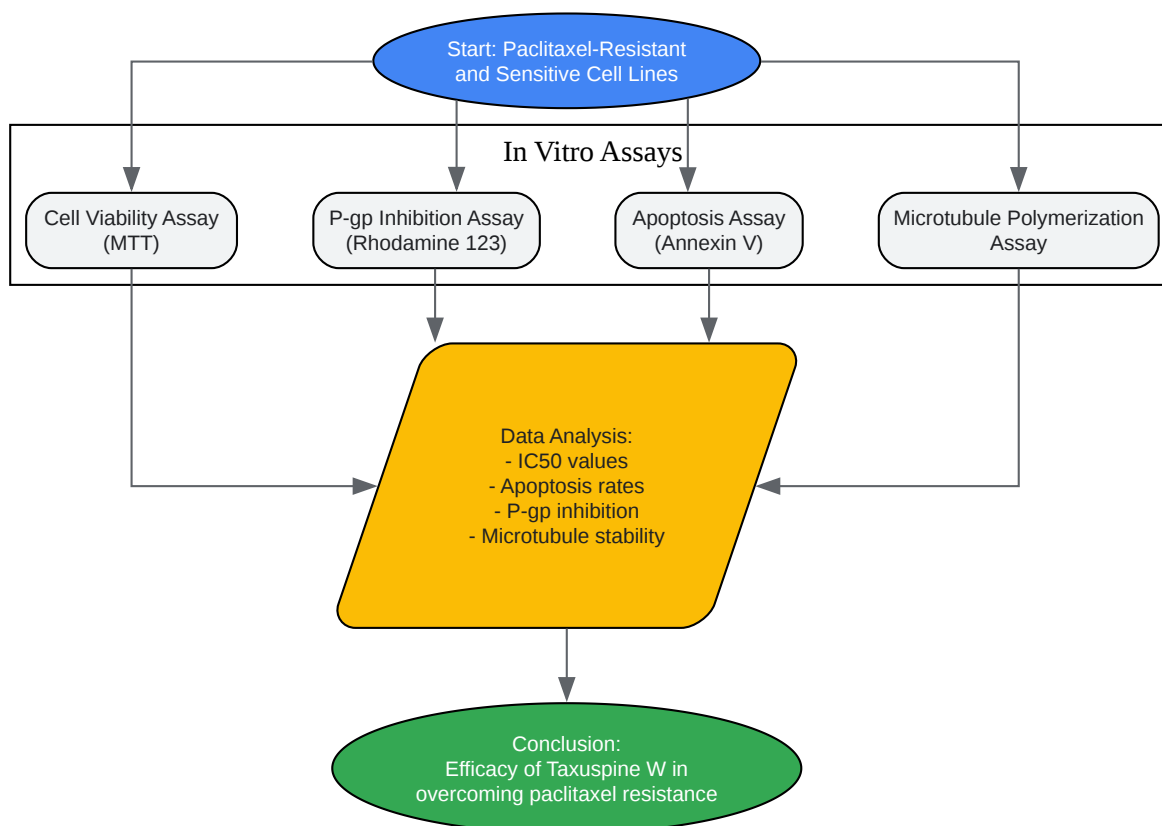 Start: Paclitaxel-Resistant
and Sensitive Cell Lines
In Vitro Assays
Cell Viability Assay
(MTT)
P-gp Inhibition Assay
(Rhodamine 123)
Apoptosis Assay
(Annexin V)
Microtubule Polymerization
Assay
Data Analysis:
- IC50 values
- Apoptosis rates
- P-gp inhibition
- Microtubule stability
Conclusion:
Efficacy of Taxuspine W in
overcoming paclitaxel resistance